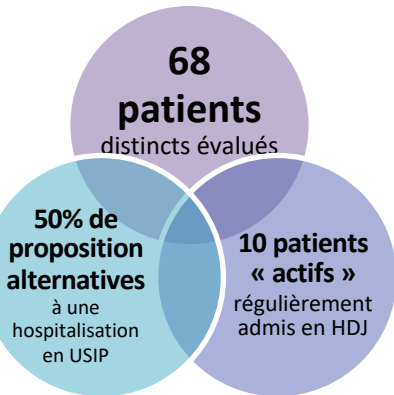 68
patients
distincts évalués
50% de
proposition
alternatives
à une
hospitalisation
en USIP
10 patients
« actifs »
régulièrement
admis en HDJ